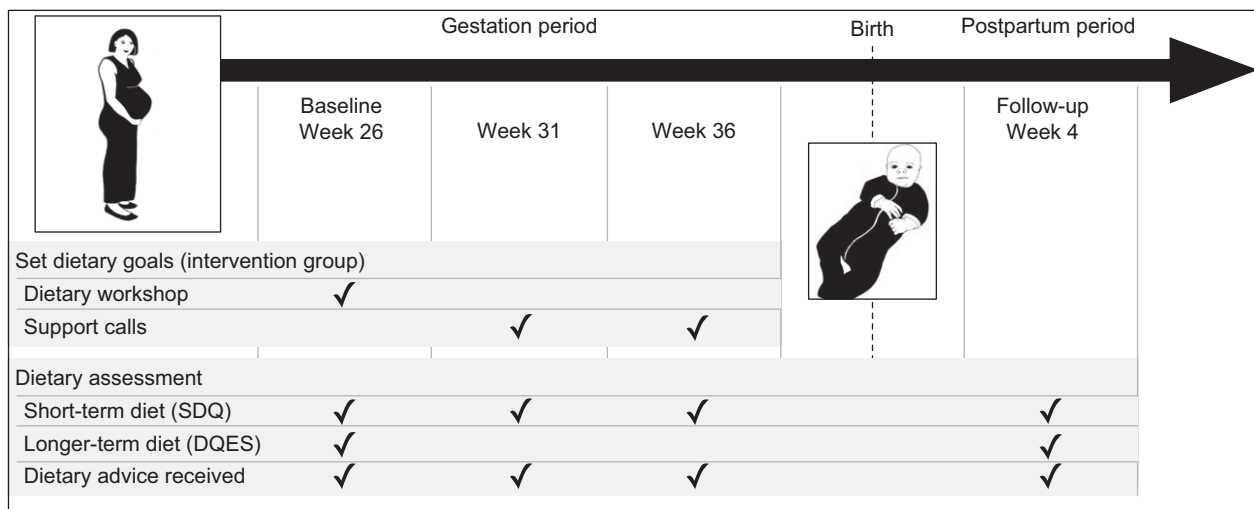 Gestation period
Birth
Postpartum period
Baseline
Week 26
Week 31
Week 36
Follow-up
Week 4
Set dietary goals (intervention group)
Dietary workshop ✓
Support calls ✓ ✓
Dietary assessment
Short-term diet (SDQ) ✓ ✓ ✓ ✓
Longer-term diet (DQES) ✓ ✓
Dietary advice received ✓ ✓ ✓ ✓